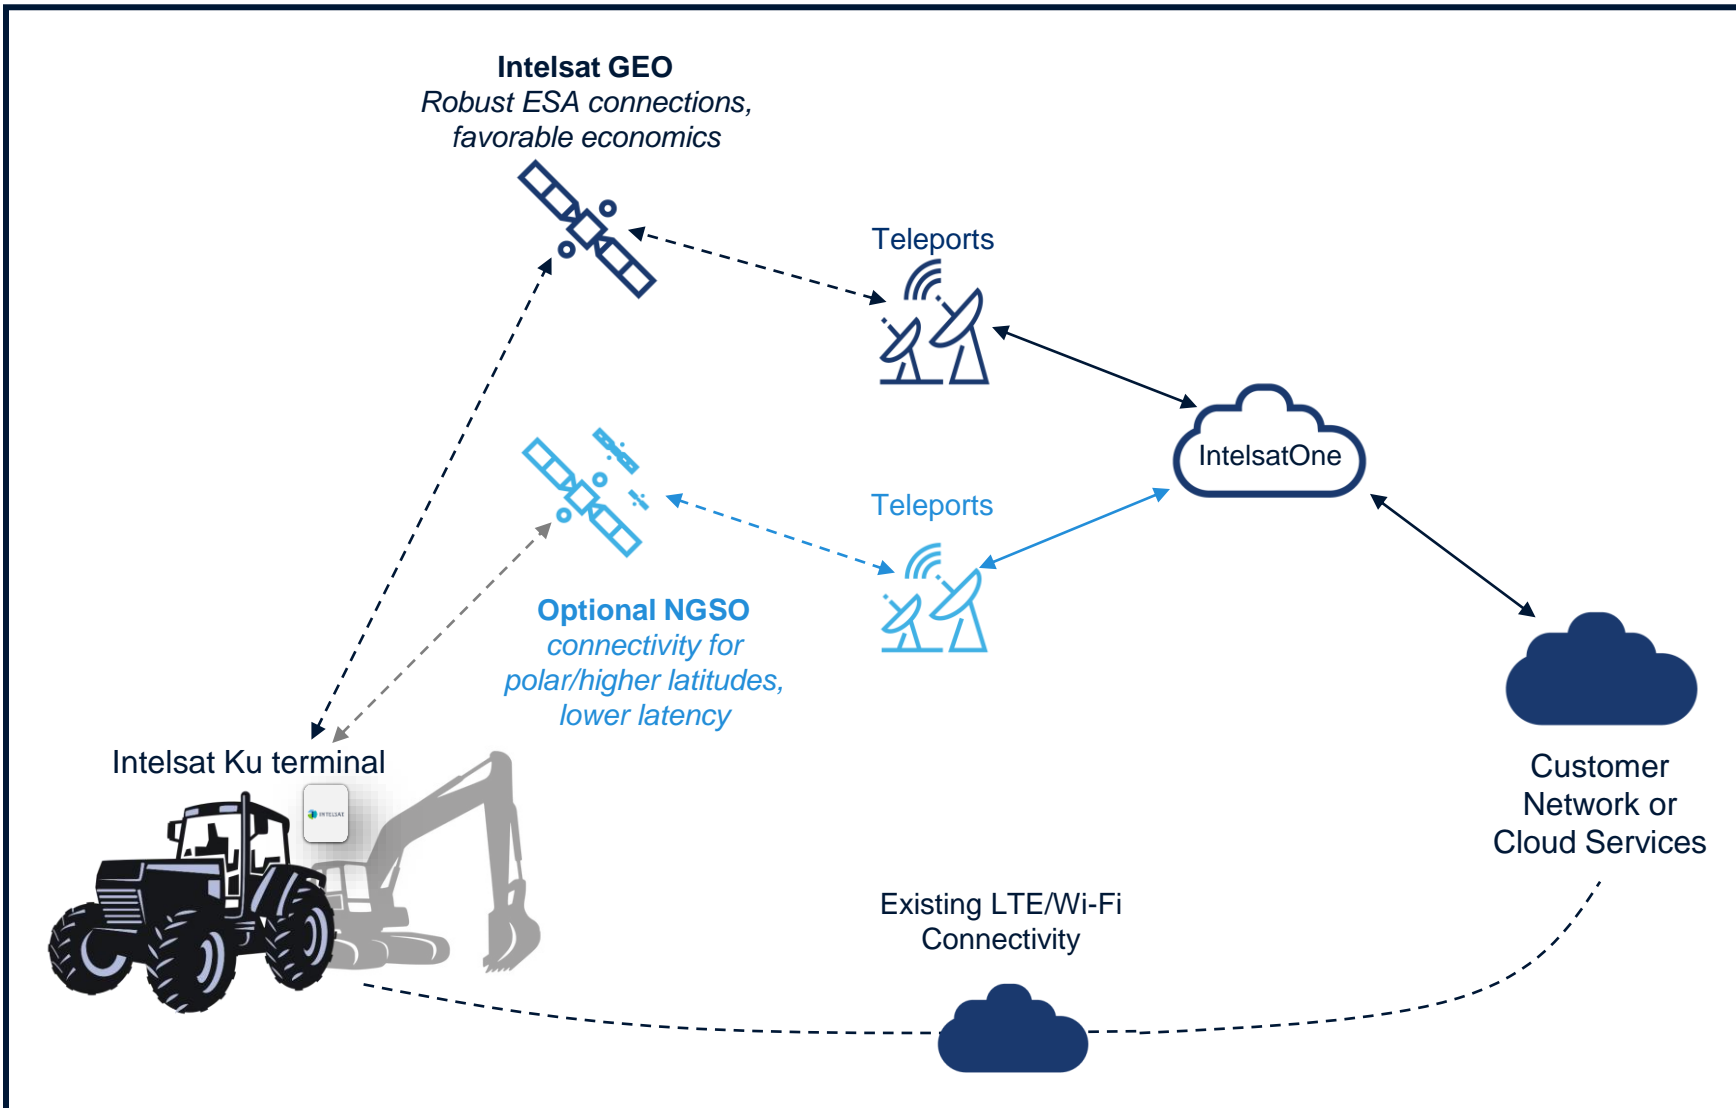 Intelsat GEO
Robust ESA connections,
favorable economics
Teleports
IntelsatOne
Teleports
Optional NGSO
connectivity for
polar/higher latitudes,
lower latency
Intelsat Ku terminal
INTELSAT
Customer
Network or
Cloud Services
Existing LTE/Wi-Fi
Connectivity